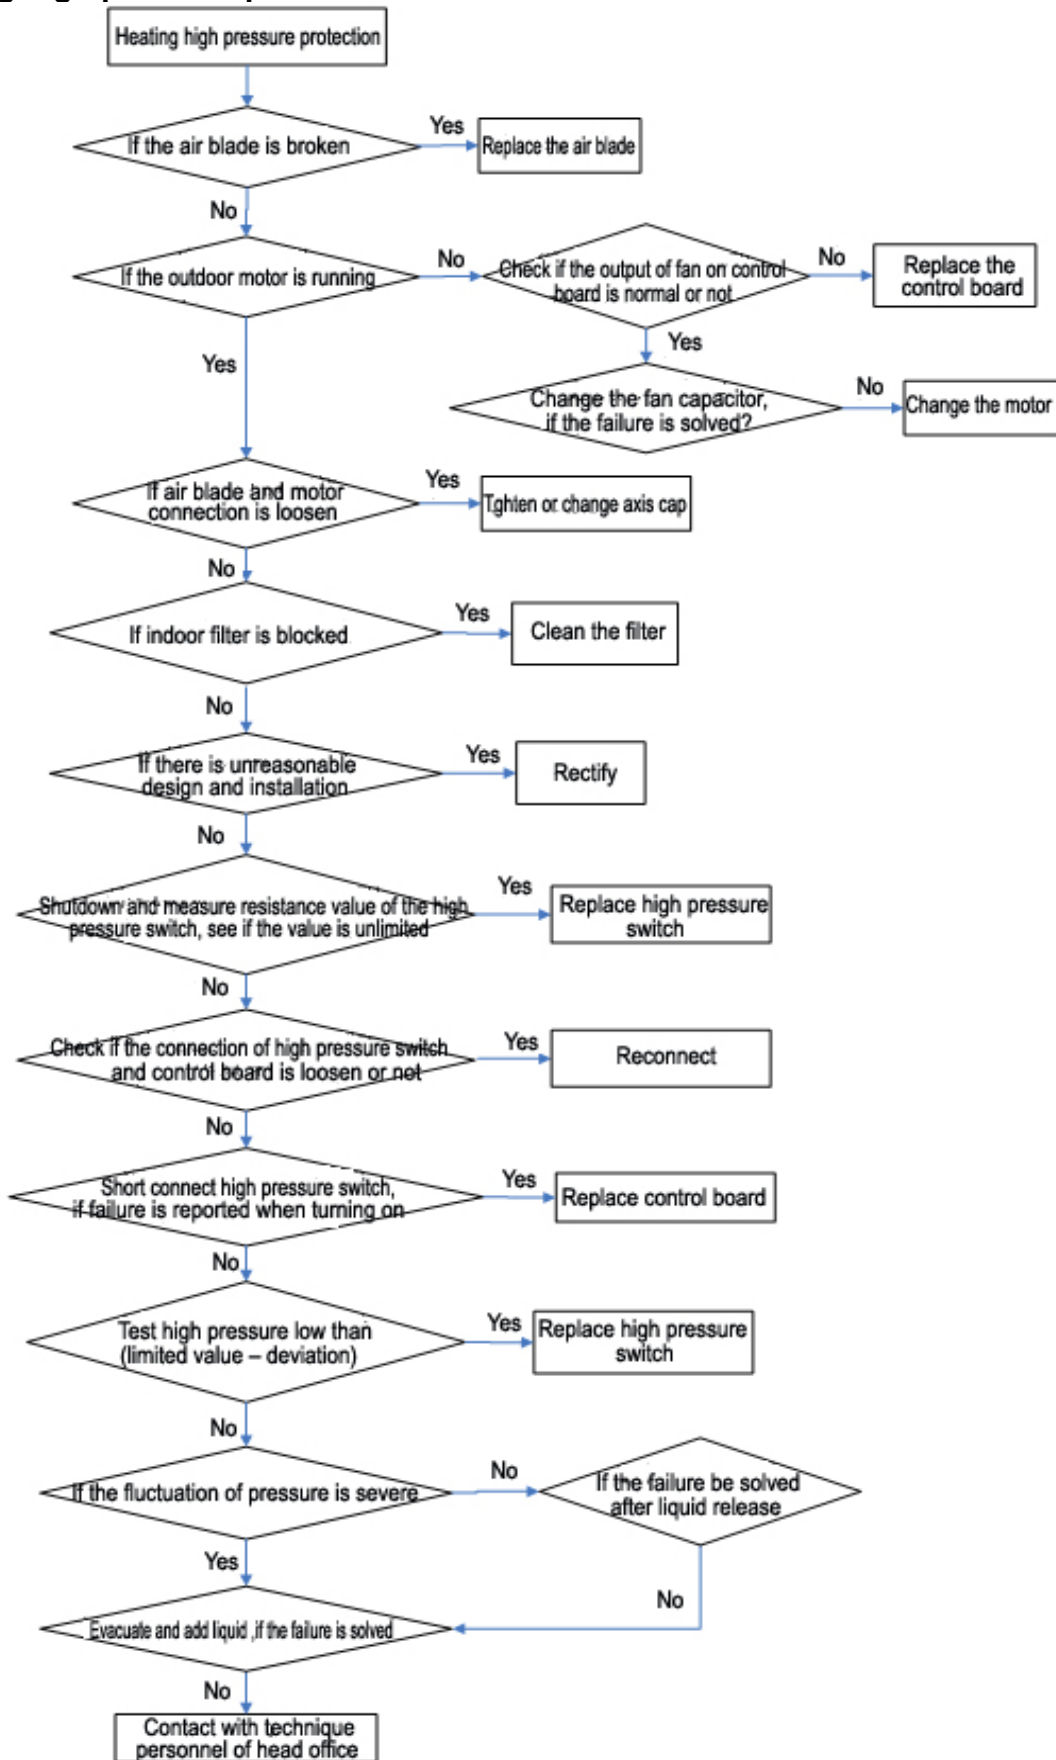 Heating high pressure protection
If the air blade is broken
Yes
Replace the air blade
No
If the outdoor motor is running
No
Check if the output of fan on control
board is normal or not
No
Replace the
control board
Yes
Yes
Change the fan capacitor,
if the failure is solved?
No
Change the motor
If air blade and motor
connection is loosen
Yes
Tghten or change axis cap
No
If indoor filter is blocked
Yes
Clean the filter
No
If there is unreasonable
design and installation
Yes
Rectify
No
Shutdown and measure resistance value of the high
pressure switch, see if the value is unlimited
Yes
Replace high pressure
switch
No
Check if the connection of high pressure switch
and control board is loosen or not
Yes
Reconnect
No
Short connect high pressure switch,
if failure is reported when turning on
Yes
Replace control board
No
Test high pressure low than
(limited value – deviation)
Yes
Replace high pressure
switch
No
If the fluctuation of pressure is severe
No
If the failure be solved
after liquid release
Yes
No
Evacuate and add liquid ,if the failure is solved
No
Contact with technique
personnel of head office